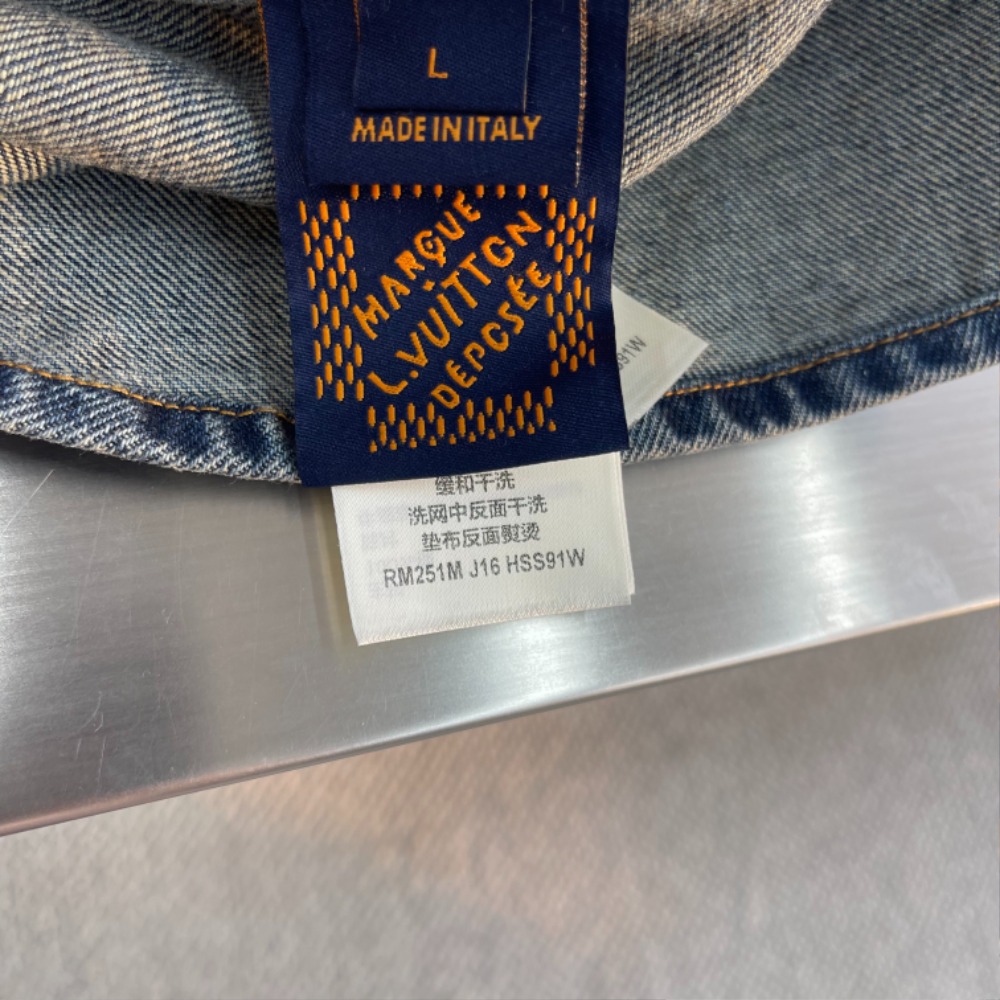 L
MADE IN ITALY
MARQUE
L.VUITTON
DÉPOSÉE
91W
缓和干洗
洗网中反面干洗
垫布反面熨烫
RM251M J16 HSS91W